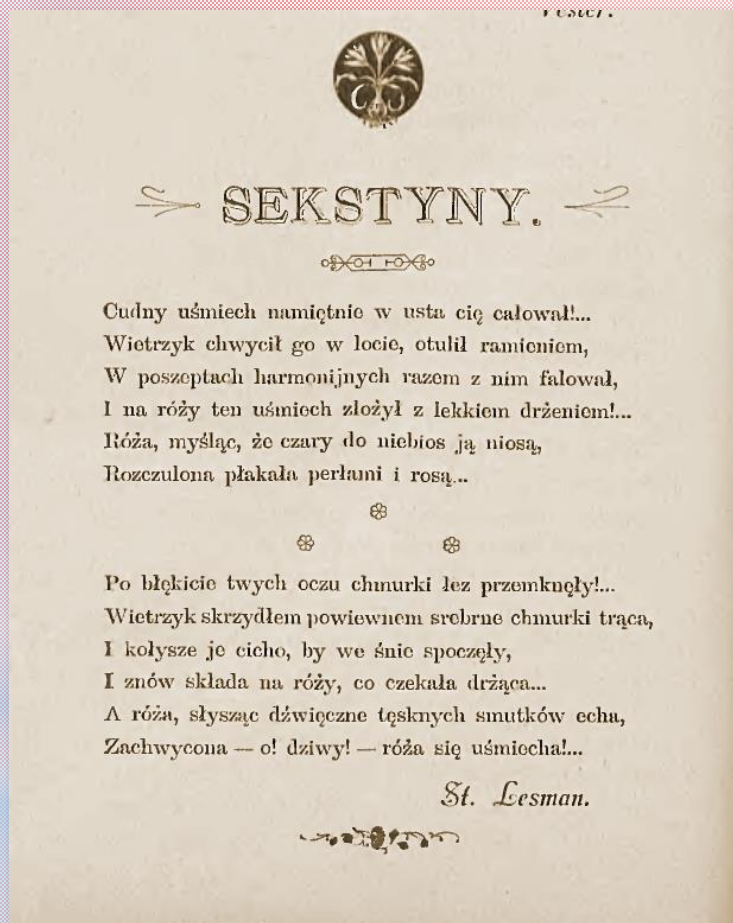 SEKSTYNY.
Cudny uśmiech namiętnie w usta cię całował!...
Wietrzyk chwycił go w locie, otulił ramieniem,
W poszeptach harmonijnych razem z nim falował,
I na róży ten uśmiech złożył z lekkiem drżeniem!...
Róża, myśląc, że czary do niebios ją niosą,
Rozczulona płakała perłami i rosą...
Po błękicie twych oczu chmurki łez przemknęły!...
Wietrzyk skrzydłem powiewnem srebrne chmurki trąca,
I kołysze je cicho, by we śnie spoczęły,
I znów składa na róży, co czekała drżąca...
A róża, słysząc dźwięczne tęsknych smutków echa,
Zachwycona — o! dziwy! — róża się uśmiecha!...
St. Lesman.